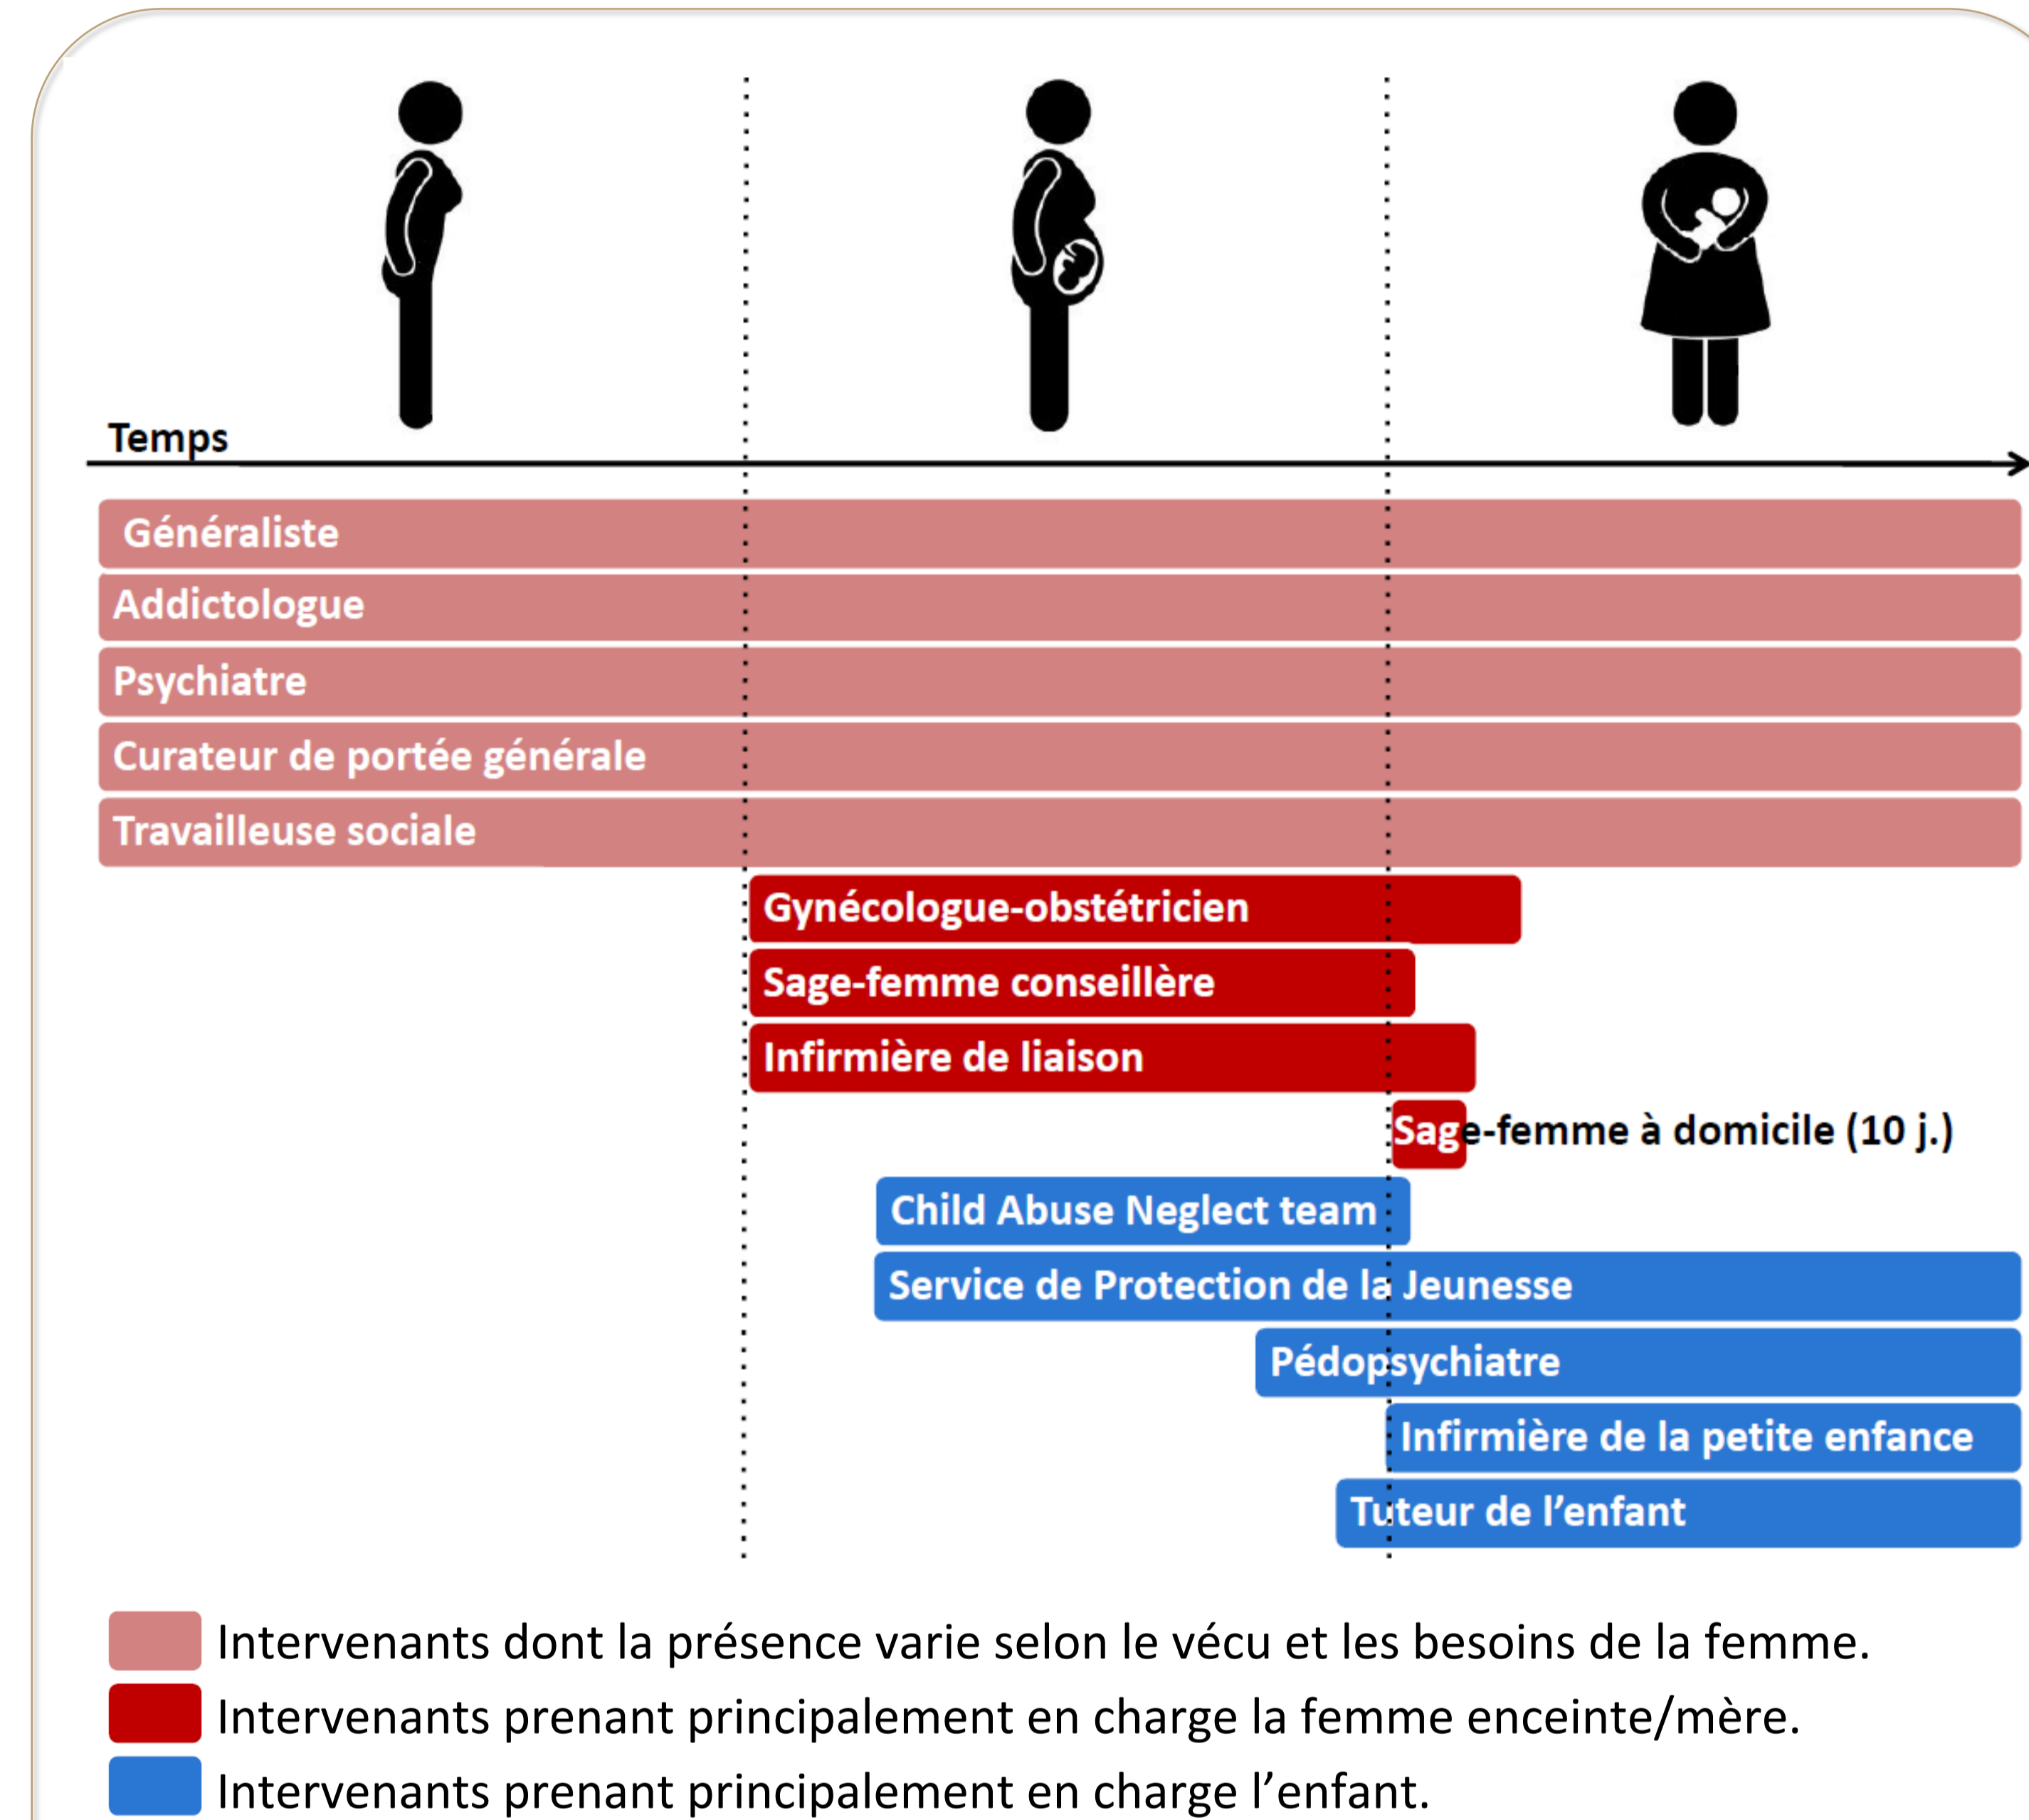 Temps
Généraliste
Addictologue
Psychiatre
Curateur de portée générale
Travailleuse sociale
Gynécologue-obstétricien
Sage-femme conseillère
Infirmière de liaison
Sage-femme à domicile (10 j.)
Child Abuse Neglect team
Service de Protection de la Jeunesse
Pédopsychiatre
Infirmière de la petite enfance
Tuteur de l’enfant
Intervenants dont la présence varie selon le vécu et les besoins de la femme.
Intervenants prenant principalement en charge la femme enceinte/mère.
Intervenants prenant principalement en charge l’enfant.